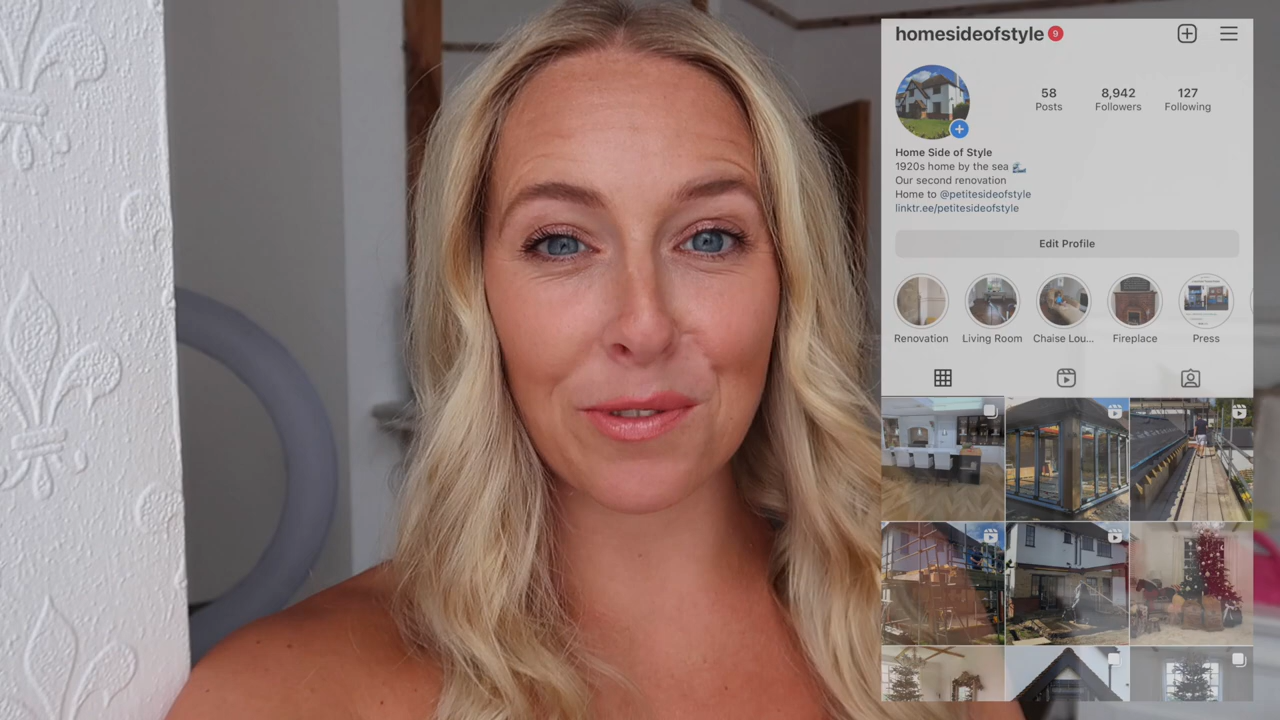 homesideofstyle 9
58 8,942 127
Posts Followers Following
Home Side of Style
1920s home by the sea 🌊
Our second renovation
Home to @petitesideofstyle
linktr.ee/petitesideofstyle
Edit Profile
Renovation Living Room Chaise Lou... Fireplace Press